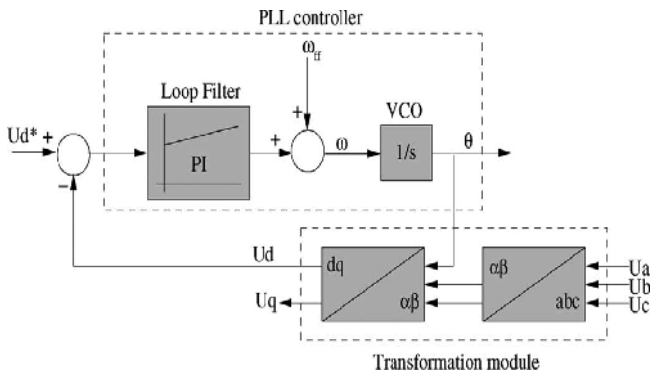 PLL controller
ω_ff
Loop Filter
+
VCO
Ud* +
+
ω
θ
PI
1/s
−
Ud
dq
αβ
Ua
Ub
Uq
αβ
abc
Uc
Transformation module